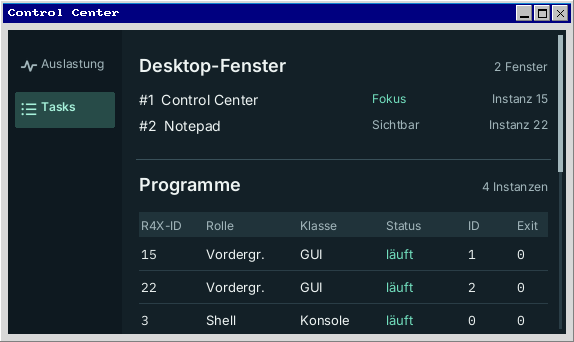 Control Center
Auslastung
Tasks
Desktop-Fenster 2 Fenster
#1 Control Center Fokus Instanz 15
#2 Notepad Sichtbar Instanz 22
Programme 4 Instanzen
R4X-ID Rolle Klasse Status ID Exit
15 Vordergr. GUI läuft 1 0
22 Vordergr. GUI läuft 2 0
3 Shell Konsole läuft 0 0